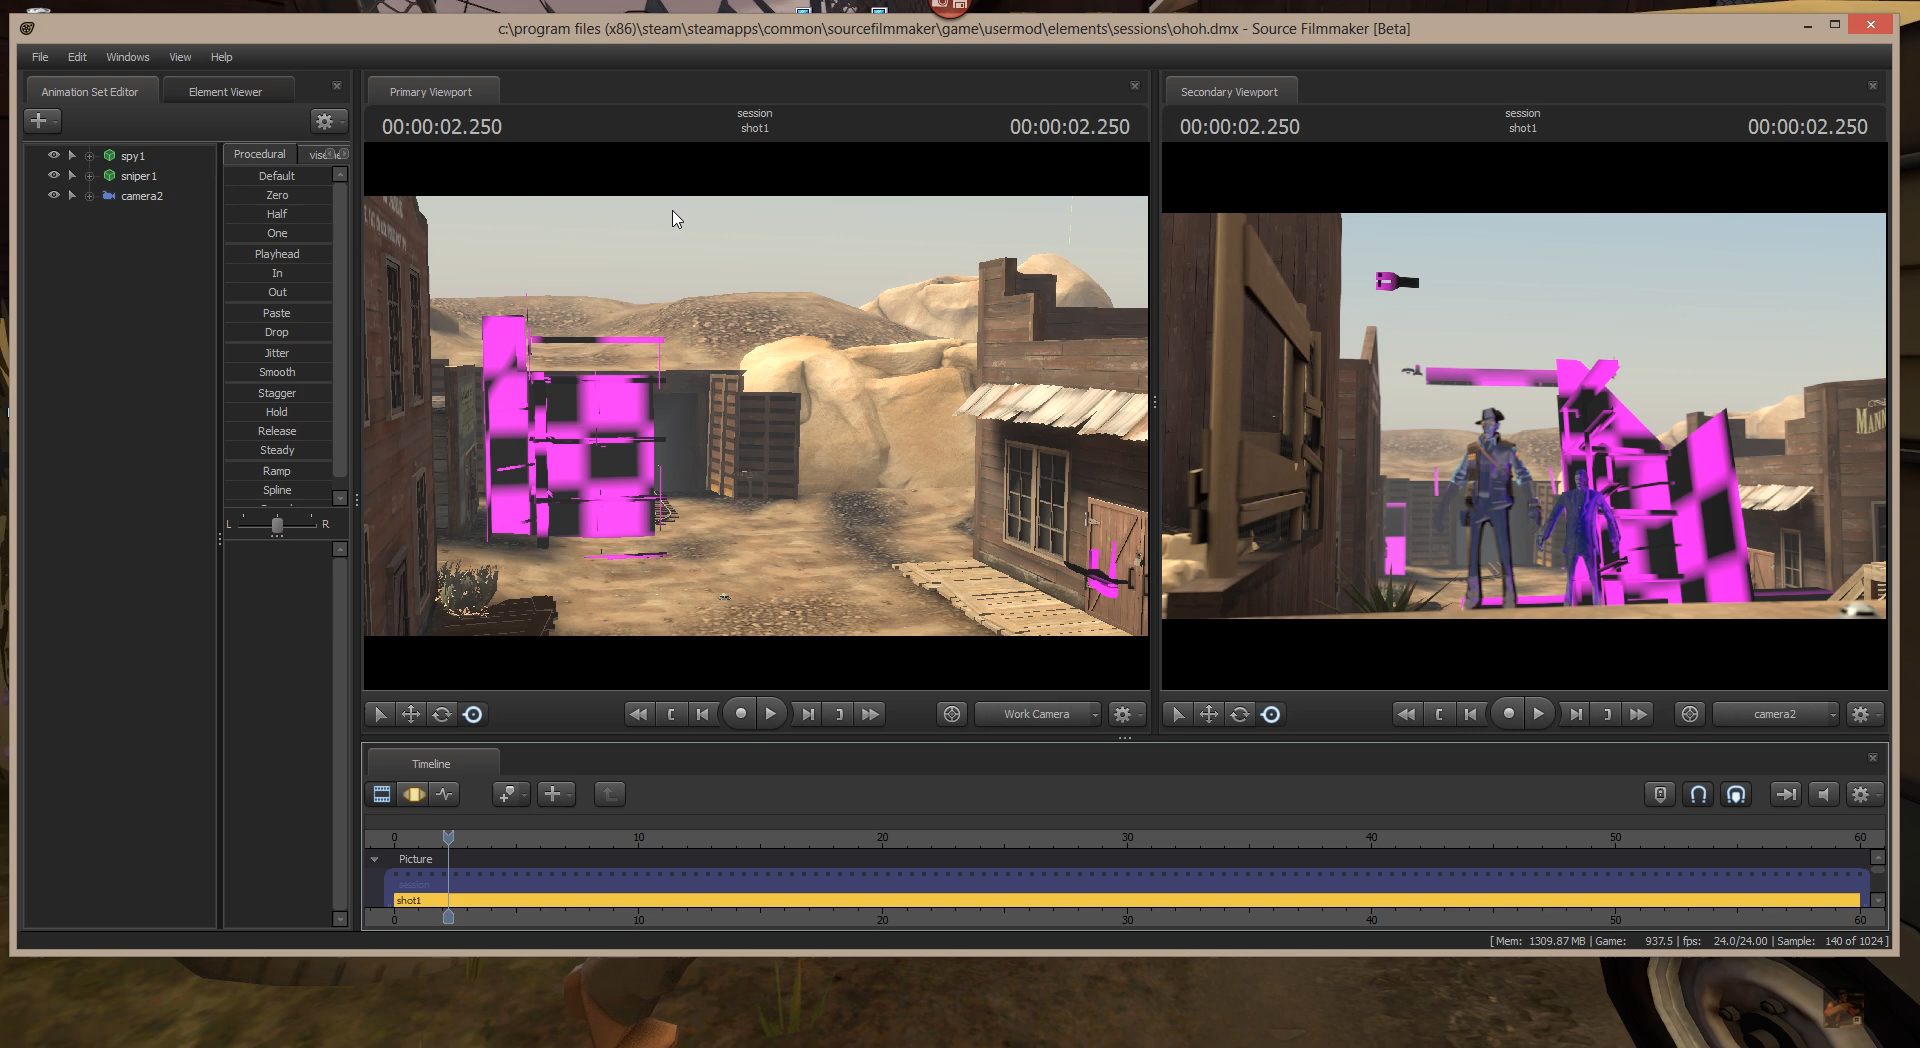 c:\program files (x86)\steam\steamapps\common\sourcefilmmaker\game\usermod\elements\sessions\ohoh.dmx - Source Filmmaker [Beta]
File Edit Windows View Help
Animation Set Editor Element Viewer
spy1
sniper1
camera2
Procedural
Default
Zero
Half
One
Playhead
In
Out
Paste
Drop
Jitter
Smooth
Stagger
Hold
Release
Steady
Ramp
Spline
L R
Primary Viewport
00:00:02.250 session 00:00:02.250
shot1
Work Camera
Secondary Viewport
00:00:02.250 session 00:00:02.250
shot1
MANN
camera2
Timeline
0 10 20 30 40 50 60
Picture
session
shot1
0 10 20 30 40 50 60
[ Mem: 1309.87 MB | Game: 937.5 | fps: 24.0/24.00 | Sample: 140 of 1024 ]